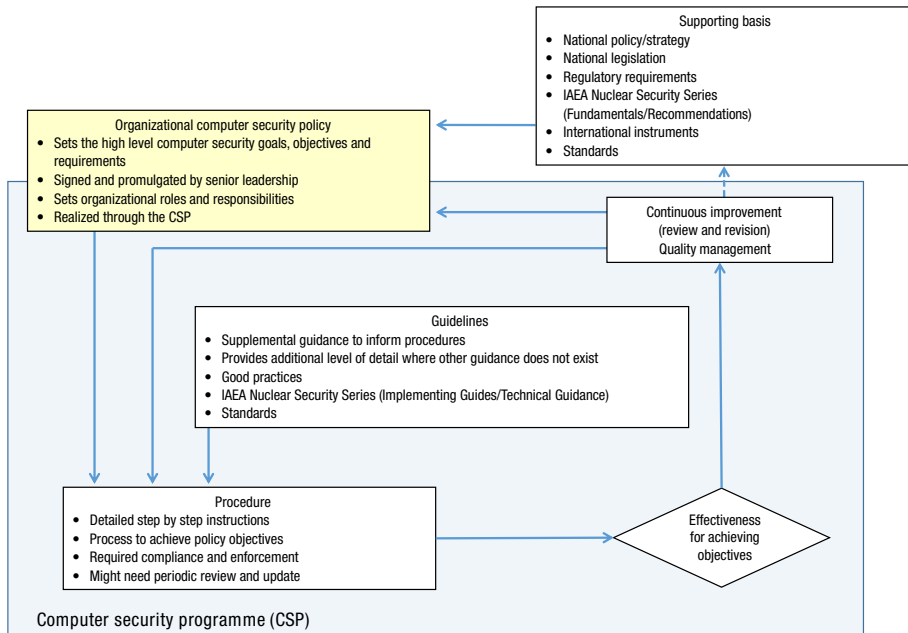 Supporting basis
• National policy/strategy
• National legislation
• Regulatory requirements
• IAEA Nuclear Security Series
(Fundamentals/Recommendations)
• International instruments
• Standards
Organizational computer security policy
• Sets the high level computer security goals, objectives and
requirements
• Signed and promulgated by senior leadership
• Sets organizational roles and responsibilities
• Realized through the CSP
Continuous improvement
(review and revision)
Quality management
Guidelines
• Supplemental guidance to inform procedures
• Provides additional level of detail where other guidance does not exist
• Good practices
• IAEA Nuclear Security Series (Implementing Guides/Technical Guidance)
• Standards
Procedure
• Detailed step by step instructions
• Process to achieve policy objectives
• Required compliance and enforcement
• Might need periodic review and update
Effectiveness
for achieving
objectives
Computer security programme (CSP)